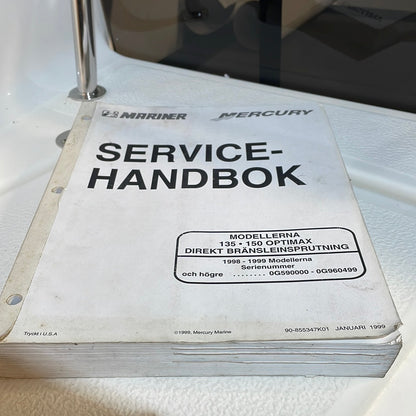 MARINER MERCURY
SERVICE-
HANDBOK
MODELLERNA
135 • 150 OPTIMAX
DIREKT BRÄNSLEINSPRUTNING
1998 - 1999 Modellerna
Serienummer
och högre ........ 0G590000 - 0G960499
Tryckt i U.S.A ©1999, Mercury Marine 90-855347K01 JANUARI 1999